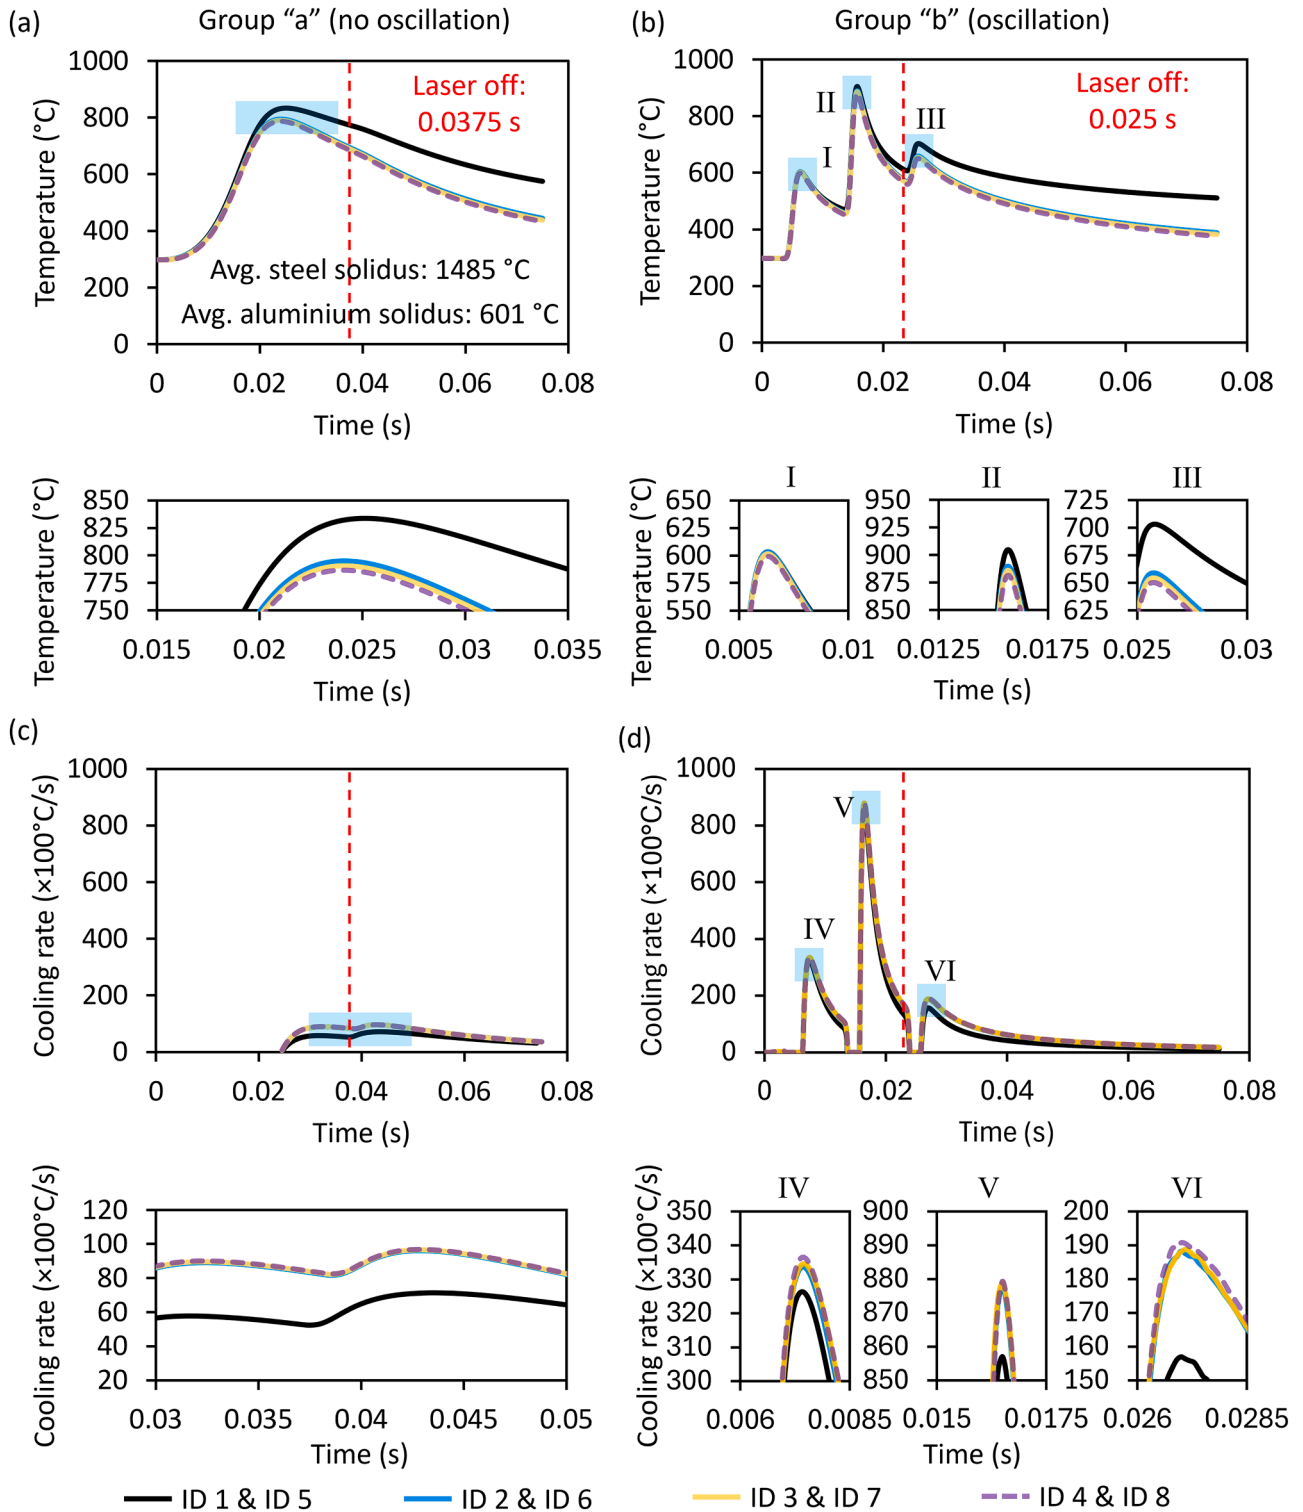 (a)
Group “a” (no oscillation)
Temperature (°C)
1000
800
600
400
200
0
Laser off:
0.0375 s
Avg. steel solidus: 1485 °C
Avg. aluminium solidus: 601 °C
0 0.02 0.04 0.06 0.08
Time (s)
Temperature (°C)
850
825
800
775
750
0.015 0.02 0.025 0.03 0.035
Time (s)
(b)
Group “b” (oscillation)
Temperature (°C)
1000
800
600
400
200
0
I
II
III
Laser off:
0.025 s
0 0.02 0.04 0.06 0.08
Time (s)
Temperature (°C)
I
650
625
600
575
550
0.005 0.01
II
950
925
900
875
850
0.0125 0.0175
III
725
700
675
650
625
0.025 0.03
Time (s)
(c)
Cooling rate (×100°C/s)
1000
800
600
400
200
0
0 0.02 0.04 0.06 0.08
Time (s)
Cooling rate (×100°C/s)
120
100
80
60
40
20
0.03 0.035 0.04 0.045 0.05
Time (s)
(d)
Cooling rate (×100°C/s)
1000
800
600
400
200
0
IV
V
VI
0 0.02 0.04 0.06 0.08
Time (s)
Cooling rate (×100°C/s)
IV
350
340
330
320
310
300
0.006 0.0085
V
900
890
880
870
860
850
0.015 0.0175
VI
200
190
180
170
160
150
0.026 0.0285
Time (s)
ID 1 & ID 5 ID 2 & ID 6 ID 3 & ID 7 ID 4 & ID 8